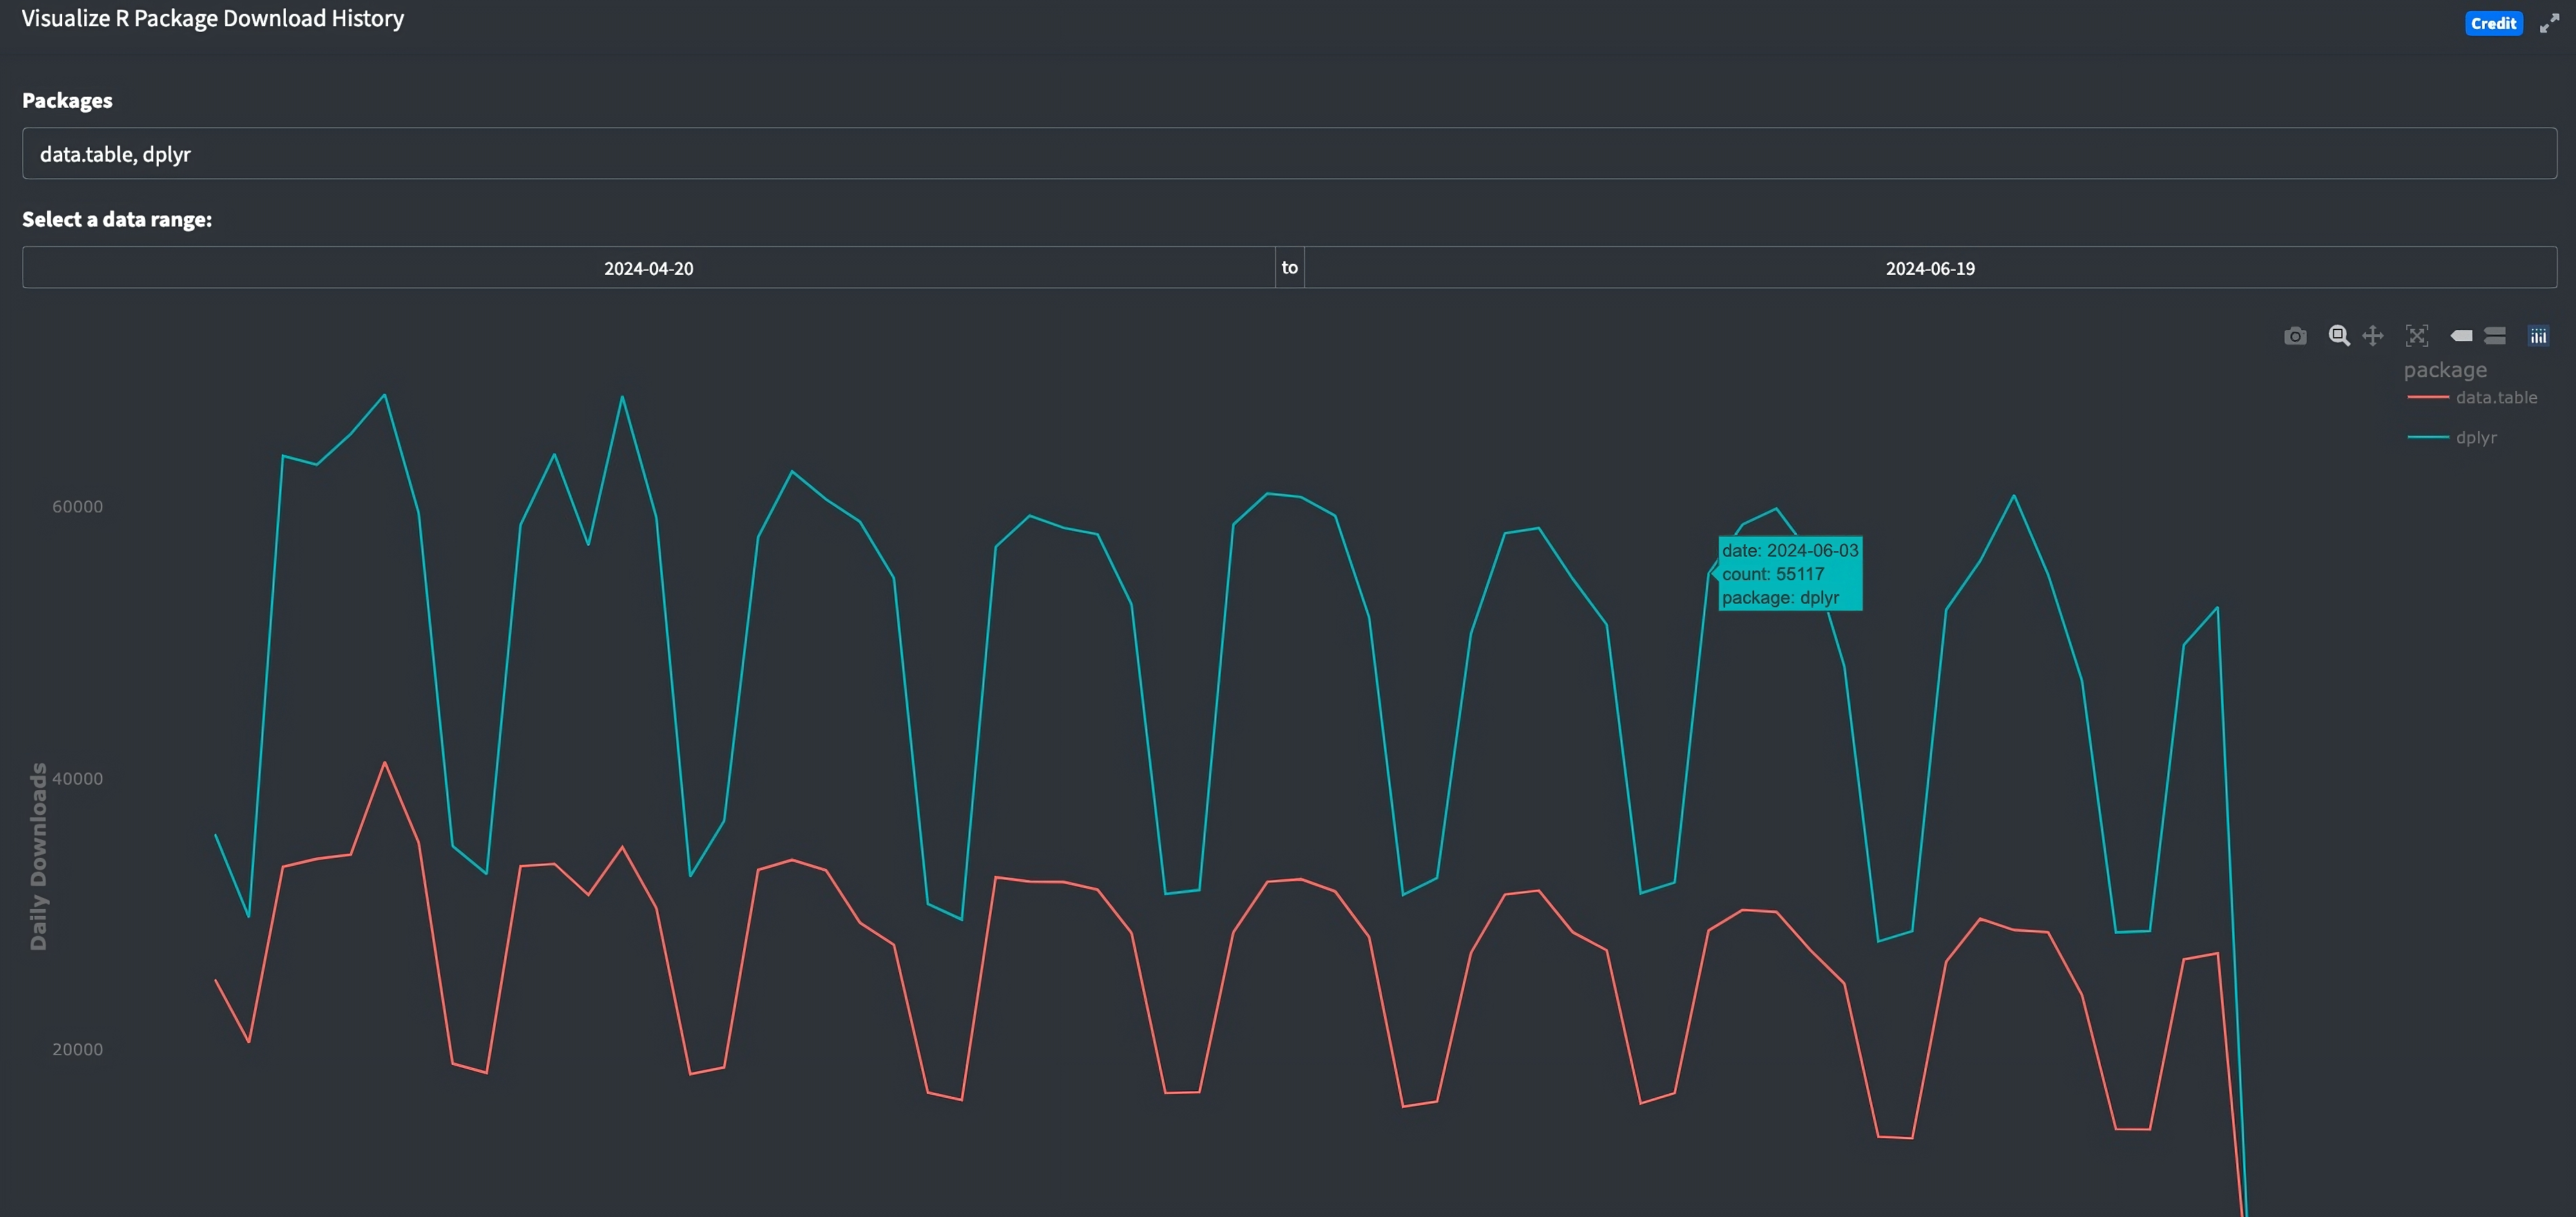 Visualize R Package Download History
Credit
Packages
data.table, dplyr
Select a data range:
2024-04-20 to 2024-06-19
package
data.table
dplyr
60000
date: 2024-06-03
count: 55117
package: dplyr
40000
Daily Downloads
20000